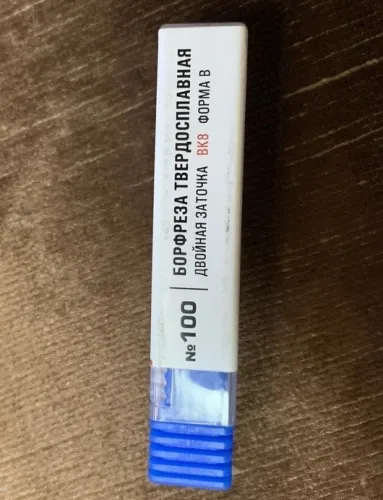 №100
БОРФРЕЗА ТВЕРДОСПЛАВНАЯ
ДВОЙНАЯ ЗАТОЧКА ВК8 ФОРМА В